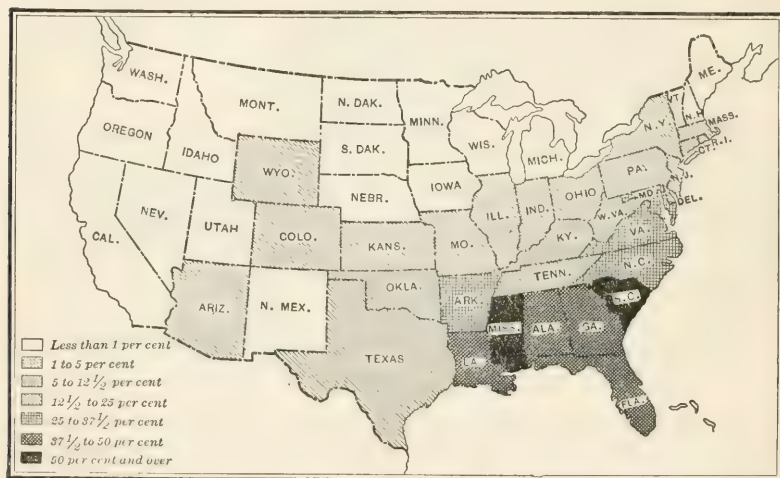 WASH.
MONT.
N. DAK.
MINN.
ME.
OREGON
IDAHO
S. DAK.
WIS.
MICH.
N.Y.
VT.
N.H.
MASS.
R.I.
CT.
WYO.
NEBR.
IOWA
PA.
N.J.
NEV.
UTAH
COLO.
KANS.
MO.
ILL.
IND.
OHIO
W.VA.
MD.
DEL.
VA.
KY.
CAL.
ARIZ.
N. MEX.
OKLA.
ARK.
TENN.
N.C.
S.C.
TEXAS
LA.
MISS.
ALA.
GA.
FLA.
Less than 1 per cent
1 to 5 per cent
5 to 12 1/2 per cent
12 1/2 to 25 per cent
25 to 37 1/2 per cent
37 1/2 to 50 per cent
50 per cent and over